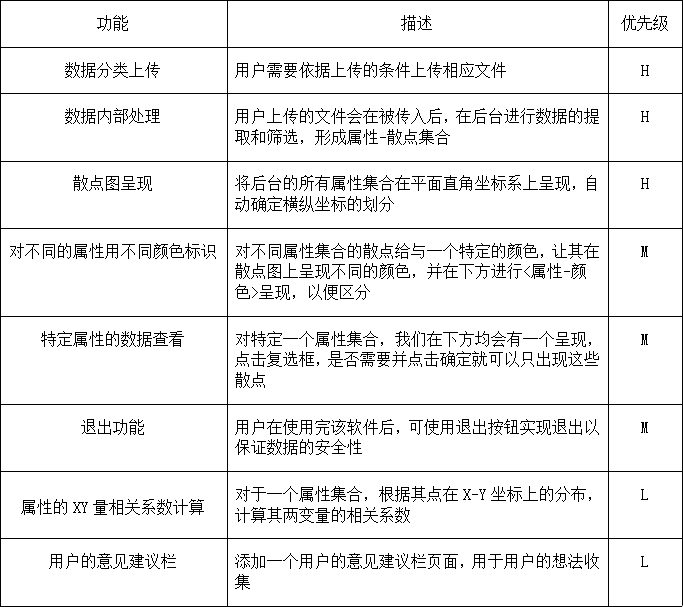 功能 描述 优先级
数据分类上传 用户需要依据上传的条件上传相应文件 H
数据内部处理 用户上传的文件会在被传入后，在后台进行数据的提
取和筛选，形成属性-散点集合 H
散点图呈现 将后台的所有属性集合在平面直角坐标系上呈现，自
动确定横纵坐标的划分 H
对不同的属性用不同颜色标识 对不同属性集合的散点给与一个特定的颜色，让其在
散点图上呈现不同的颜色，并在下方进行<属性-颜
色>呈现，以便区分 M
特定属性的数据查看 对特定一个属性集合，我们在下方均会有一个呈现，
点击复选框，是否需要并点击确定就可以只出现这些
散点 M
退出功能 用户在使用完该软件后，可使用退出按钮实现退出以
保证数据的安全性 M
属性的 XY 量相关系数计算 对于一个属性集合，根据其点在 X-Y 坐标上的分布，
计算其两变量的相关系数 L
用户的意见建议栏 添加一个用户的意见建议栏页面，用于用户的想法收
集 L